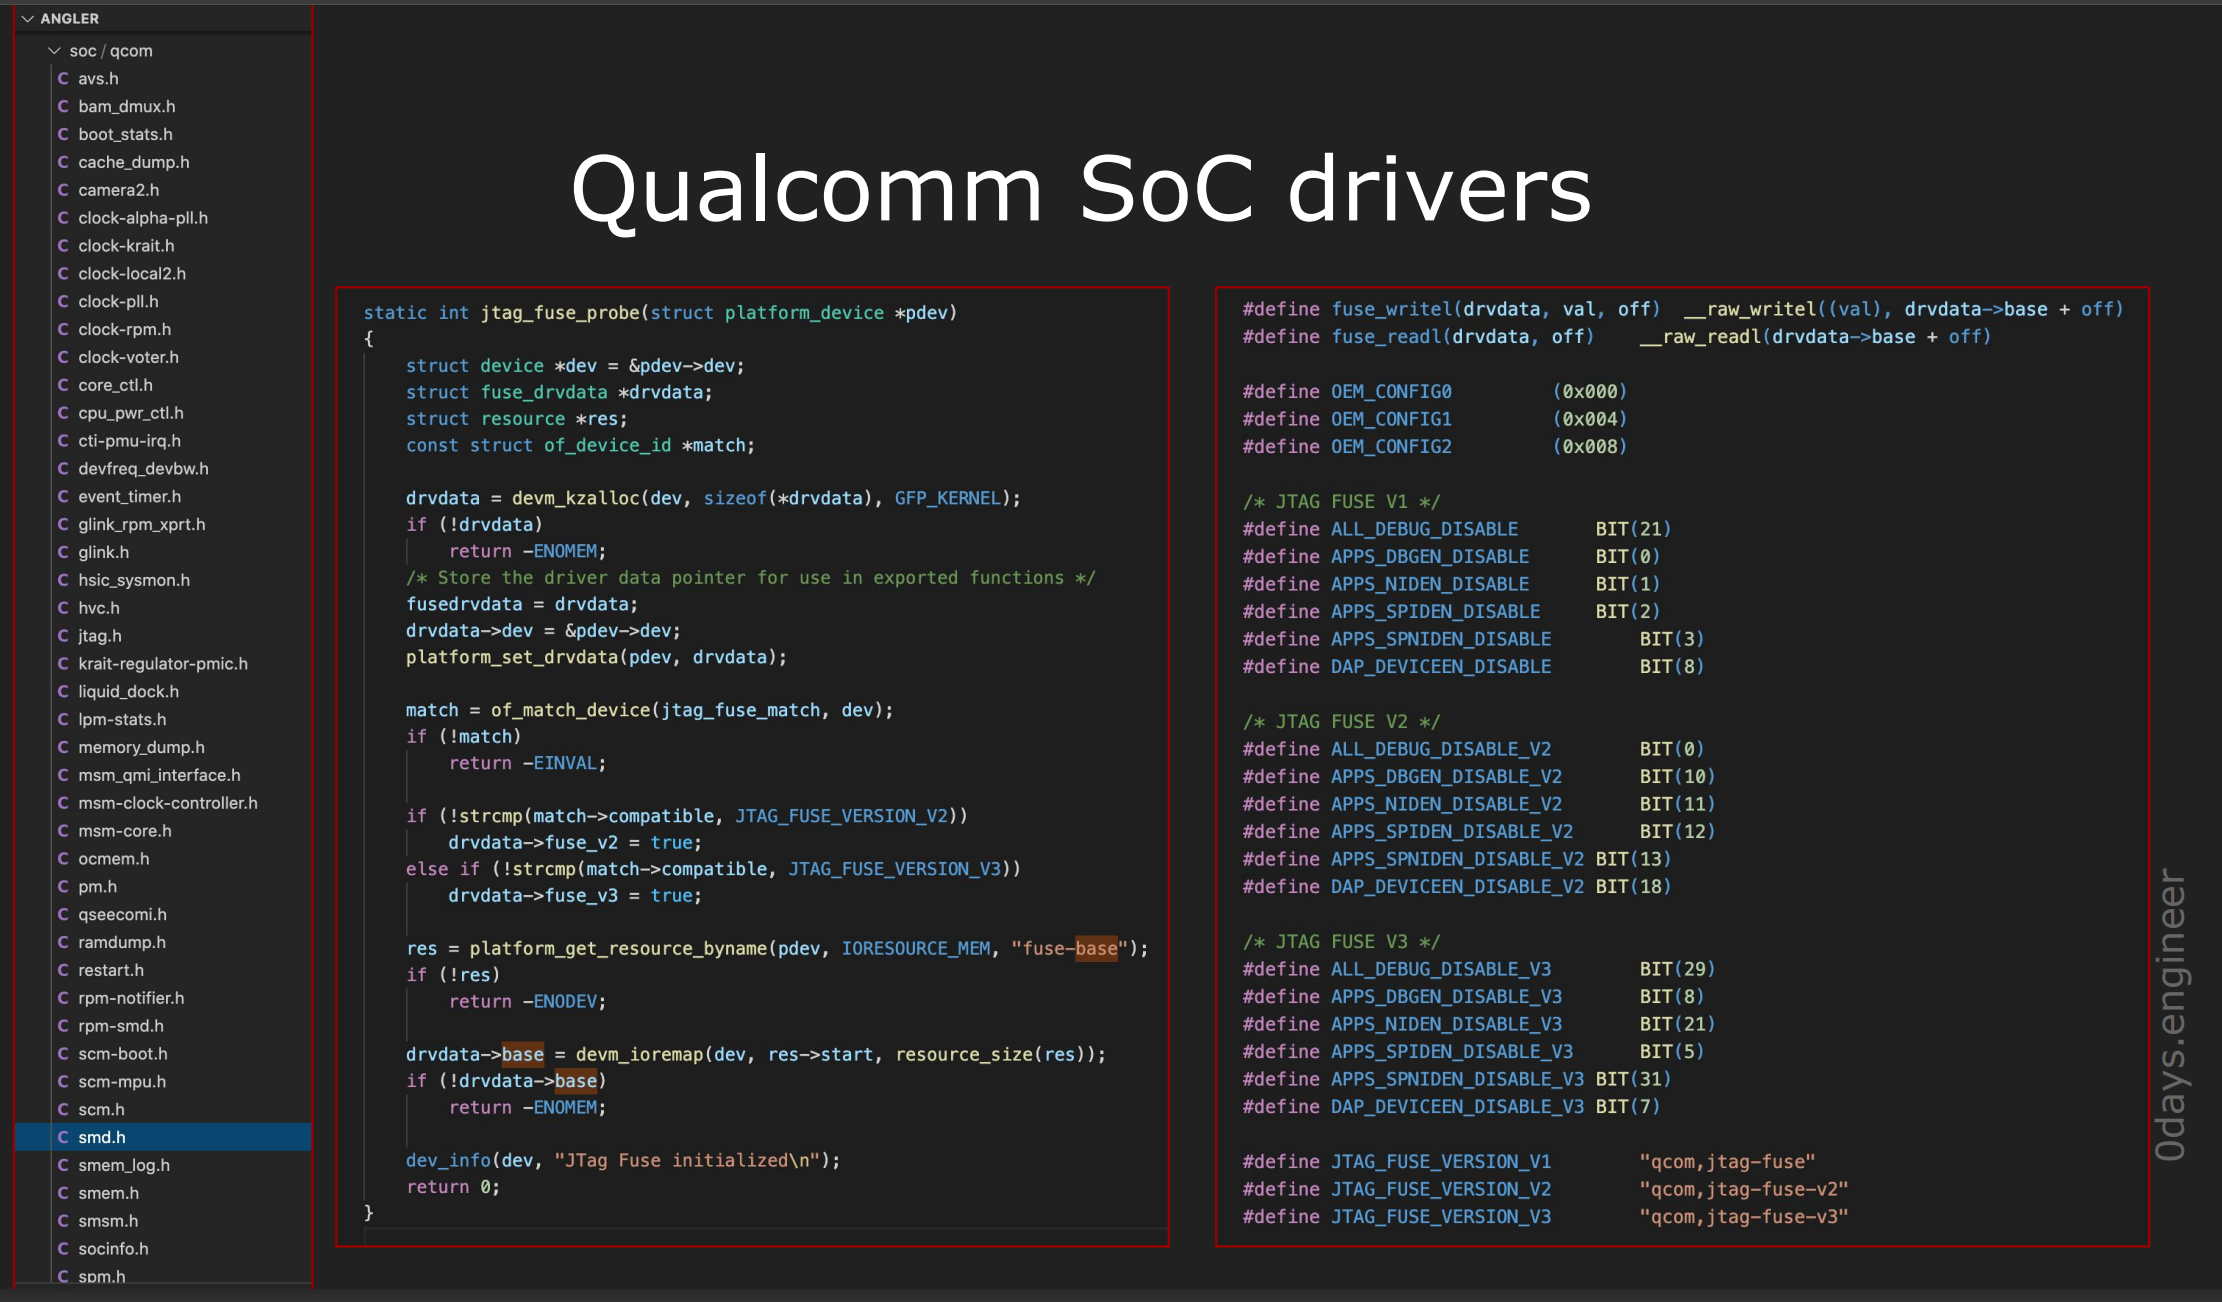 ANGLER
soc / qcom
C avs.h
C bam_dmux.h
C boot_stats.h
C cache_dump.h
C camera2.h
C clock-alpha-pll.h
C clock-krait.h
C clock-local2.h
C clock-pll.h
C clock-rpm.h
C clock-voter.h
C core_ctl.h
C cpu_pwr_ctl.h
C cti-pmu-irq.h
C devfreq_devbw.h
C event_timer.h
C glink_rpm_xprt.h
C glink.h
C hsic_sysmon.h
C hvc.h
C jtag.h
C krait-regulator-pmic.h
C liquid_dock.h
C lpm-stats.h
C memory_dump.h
C msm_qmi_interface.h
C msm-clock-controller.h
C msm-core.h
C ocmem.h
C pm.h
C qseecomi.h
C ramdump.h
C restart.h
C rpm-notifier.h
C rpm-smd.h
C scm-boot.h
C scm-mpu.h
C scm.h
C smd.h
C smem_log.h
C smem.h
C smsm.h
C socinfo.h
C spm.h
Qualcomm SoC drivers
static int jtag_fuse_probe(struct platform_device *pdev)
{
    struct device *dev = &pdev->dev;
    struct fuse_drvdata *drvdata;
    struct resource *res;
    const struct of_device_id *match;
    drvdata = devm_kzalloc(dev, sizeof(*drvdata), GFP_KERNEL);
    if (!drvdata)
        return -ENOMEM;
    /* Store the driver data pointer for use in exported functions */
    fusedrvdata = drvdata;
    drvdata->dev = &pdev->dev;
    platform_set_drvdata(pdev, drvdata);
    match = of_match_device(jtag_fuse_match, dev);
    if (!match)
        return -EINVAL;
    if (!strcmp(match->compatible, JTAG_FUSE_VERSION_V2))
        drvdata->fuse_v2 = true;
    else if (!strcmp(match->compatible, JTAG_FUSE_VERSION_V3))
        drvdata->fuse_v3 = true;
    res = platform_get_resource_byname(pdev, IORESOURCE_MEM, "fuse-base");
    if (!res)
        return -ENODEV;
    drvdata->base = devm_ioremap(dev, res->start, resource_size(res));
    if (!drvdata->base)
        return -ENOMEM;
    dev_info(dev, "JTag Fuse initialized\n");
    return 0;
}
#define fuse_writel(drvdata, val, off) __raw_writel((val), drvdata->base + off)
#define fuse_readl(drvdata, off) __raw_readl(drvdata->base + off)
#define OEM_CONFIG0 (0x000)
#define OEM_CONFIG1 (0x004)
#define OEM_CONFIG2 (0x008)
/* JTAG FUSE V1 */
#define ALL_DEBUG_DISABLE BIT(21)
#define APPS_DBGEN_DISABLE BIT(0)
#define APPS_NIDEN_DISABLE BIT(1)
#define APPS_SPIDEN_DISABLE BIT(2)
#define APPS_SPNIDEN_DISABLE BIT(3)
#define DAP_DEVICEEN_DISABLE BIT(8)
/* JTAG FUSE V2 */
#define ALL_DEBUG_DISABLE_V2 BIT(0)
#define APPS_DBGEN_DISABLE_V2 BIT(10)
#define APPS_NIDEN_DISABLE_V2 BIT(11)
#define APPS_SPIDEN_DISABLE_V2 BIT(12)
#define APPS_SPNIDEN_DISABLE_V2 BIT(13)
#define DAP_DEVICEEN_DISABLE_V2 BIT(18)
/* JTAG FUSE V3 */
#define ALL_DEBUG_DISABLE_V3 BIT(29)
#define APPS_DBGEN_DISABLE_V3 BIT(8)
#define APPS_NIDEN_DISABLE_V3 BIT(21)
#define APPS_SPIDEN_DISABLE_V3 BIT(5)
#define APPS_SPNIDEN_DISABLE_V3 BIT(31)
#define DAP_DEVICEEN_DISABLE_V3 BIT(7)
#define JTAG_FUSE_VERSION_V1 "qcom,jtag-fuse"
#define JTAG_FUSE_VERSION_V2 "qcom,jtag-fuse-v2"
#define JTAG_FUSE_VERSION_V3 "qcom,jtag-fuse-v3"
0days.engineer